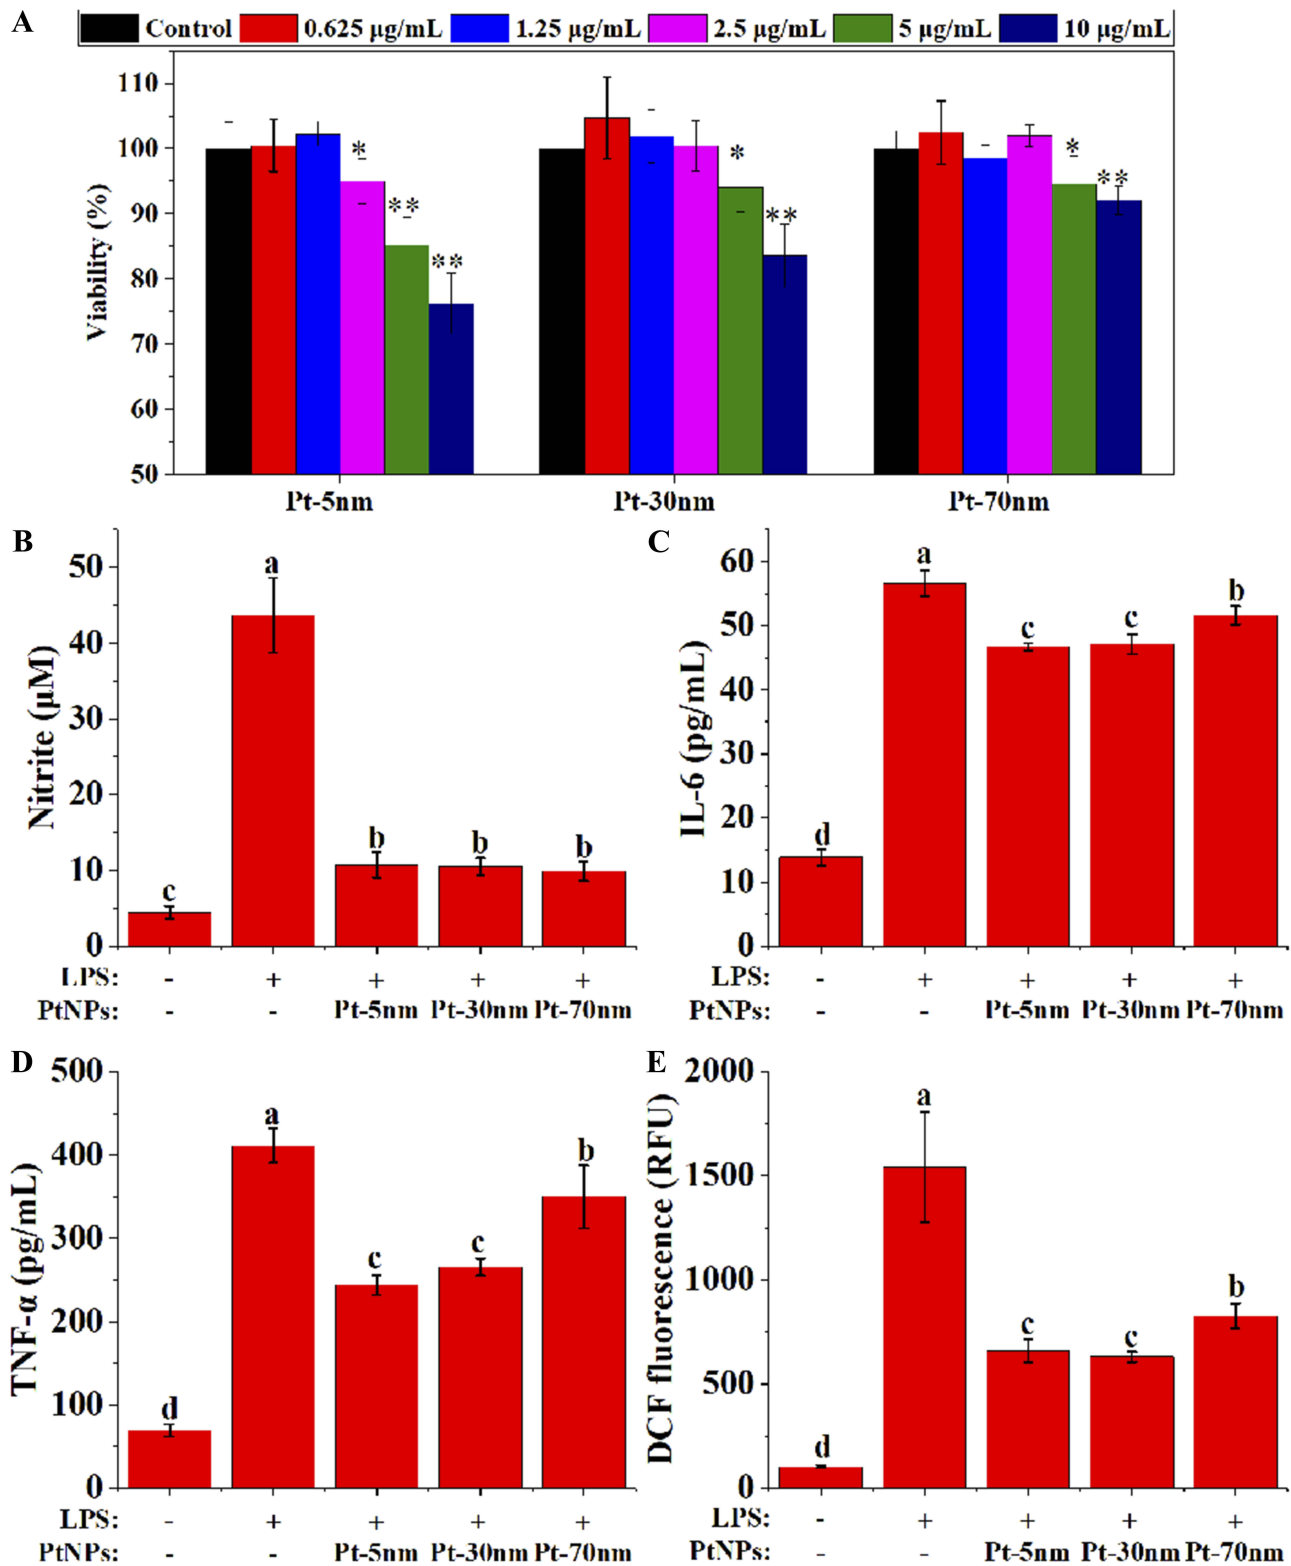 A
Control 0.625 µg/mL 1.25 µg/mL 2.5 µg/mL 5 µg/mL 10 µg/mL
Viability (%)
110
100
90
80
70
60
50
* ** **
* **
* **
Pt-5nm Pt-30nm Pt-70nm
B
Nitrite (µM)
50
40
30
20
10
0
c a b b b
LPS: - + + + +
PtNPs: - - Pt-5nm Pt-30nm Pt-70nm
C
IL-6 (pg/mL)
60
50
40
30
20
10
0
d a c c b
LPS: - + + + +
PtNPs: - - Pt-5nm Pt-30nm Pt-70nm
D
TNF-α (pg/mL)
500
400
300
200
100
0
d a c c b
LPS: - + + + +
PtNPs: - - Pt-5nm Pt-30nm Pt-70nm
E
DCF fluorescence (RFU)
2000
1500
1000
500
0
d a c c b
LPS: - + + + +
PtNPs: - - Pt-5nm Pt-30nm Pt-70nm